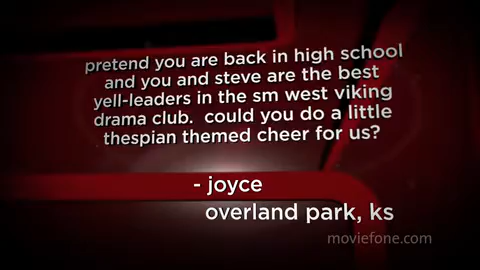 pretend you are back in high school
and you and steve are the best
yell-leaders in the sm west viking
drama club. could you do a little
thespian themed cheer for us?
- joyce
overland park, ks
moviefone.com